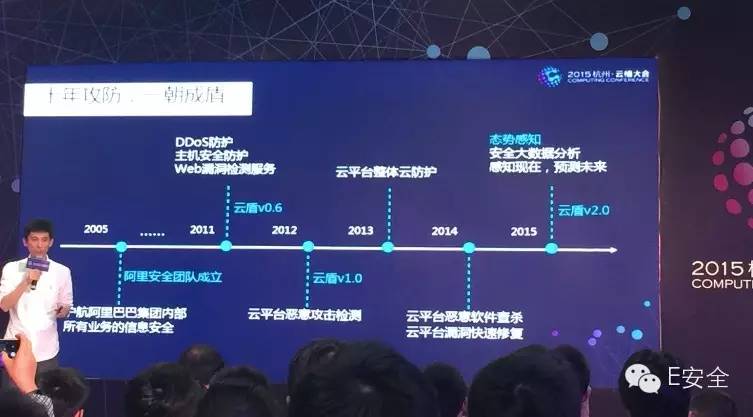 2015杭州·云栖大会
COMPUTING CONFERENCE
十年攻防,一朝成盾
DDoS防护
主机安全防护
Web漏洞检测服务
云平台整体云防护
态势感知
安全大数据分析
感知现在,预测未来
云盾v0.6
云盾v2.0
2005
......
2011
2012
2013
2014
2015
阿里安全团队成立
云盾v1.0
护航阿里巴巴集团内部
所有业务的信息安全
云平台恶意攻击检测
云平台恶意软件查杀
云平台漏洞快速修复
2015杭
COMPUTING
E安全